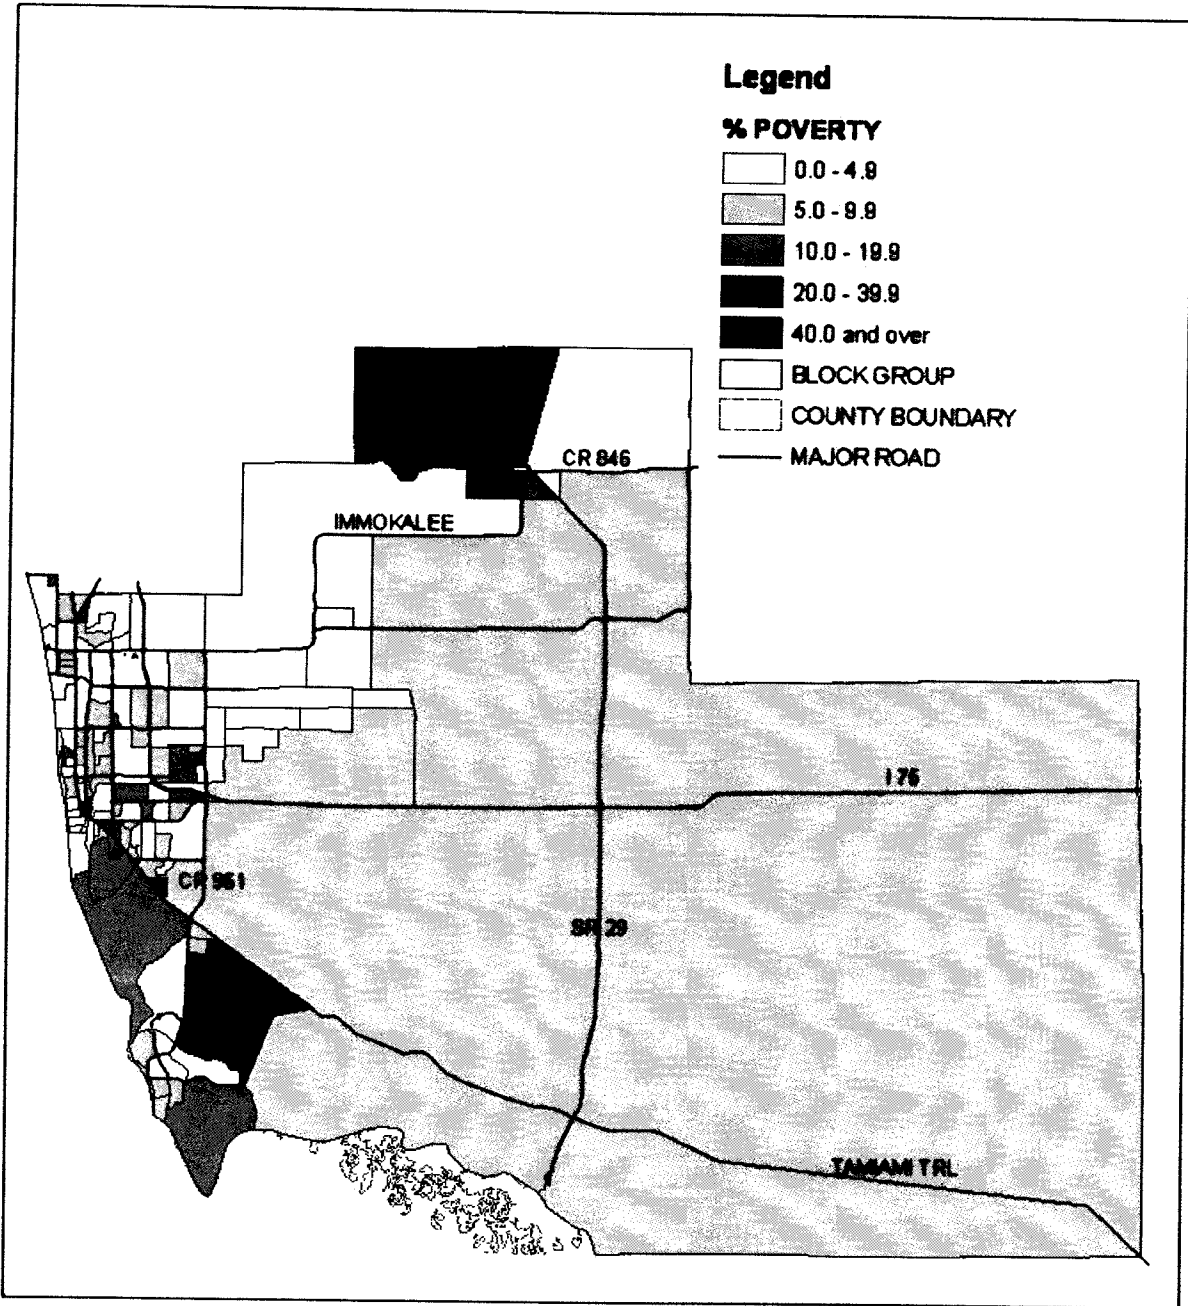 Legend
% POVERTY
0.0 - 4.9
5.0 - 9.9
10.0 - 19.9
20.0 - 39.9
40.0 and over
BLOCK GROUP
COUNTY BOUNDARY
MAJOR ROAD
CR 846
IMMOKALEE
I 75
CR 951
SR 29
TAMIAMI TRL